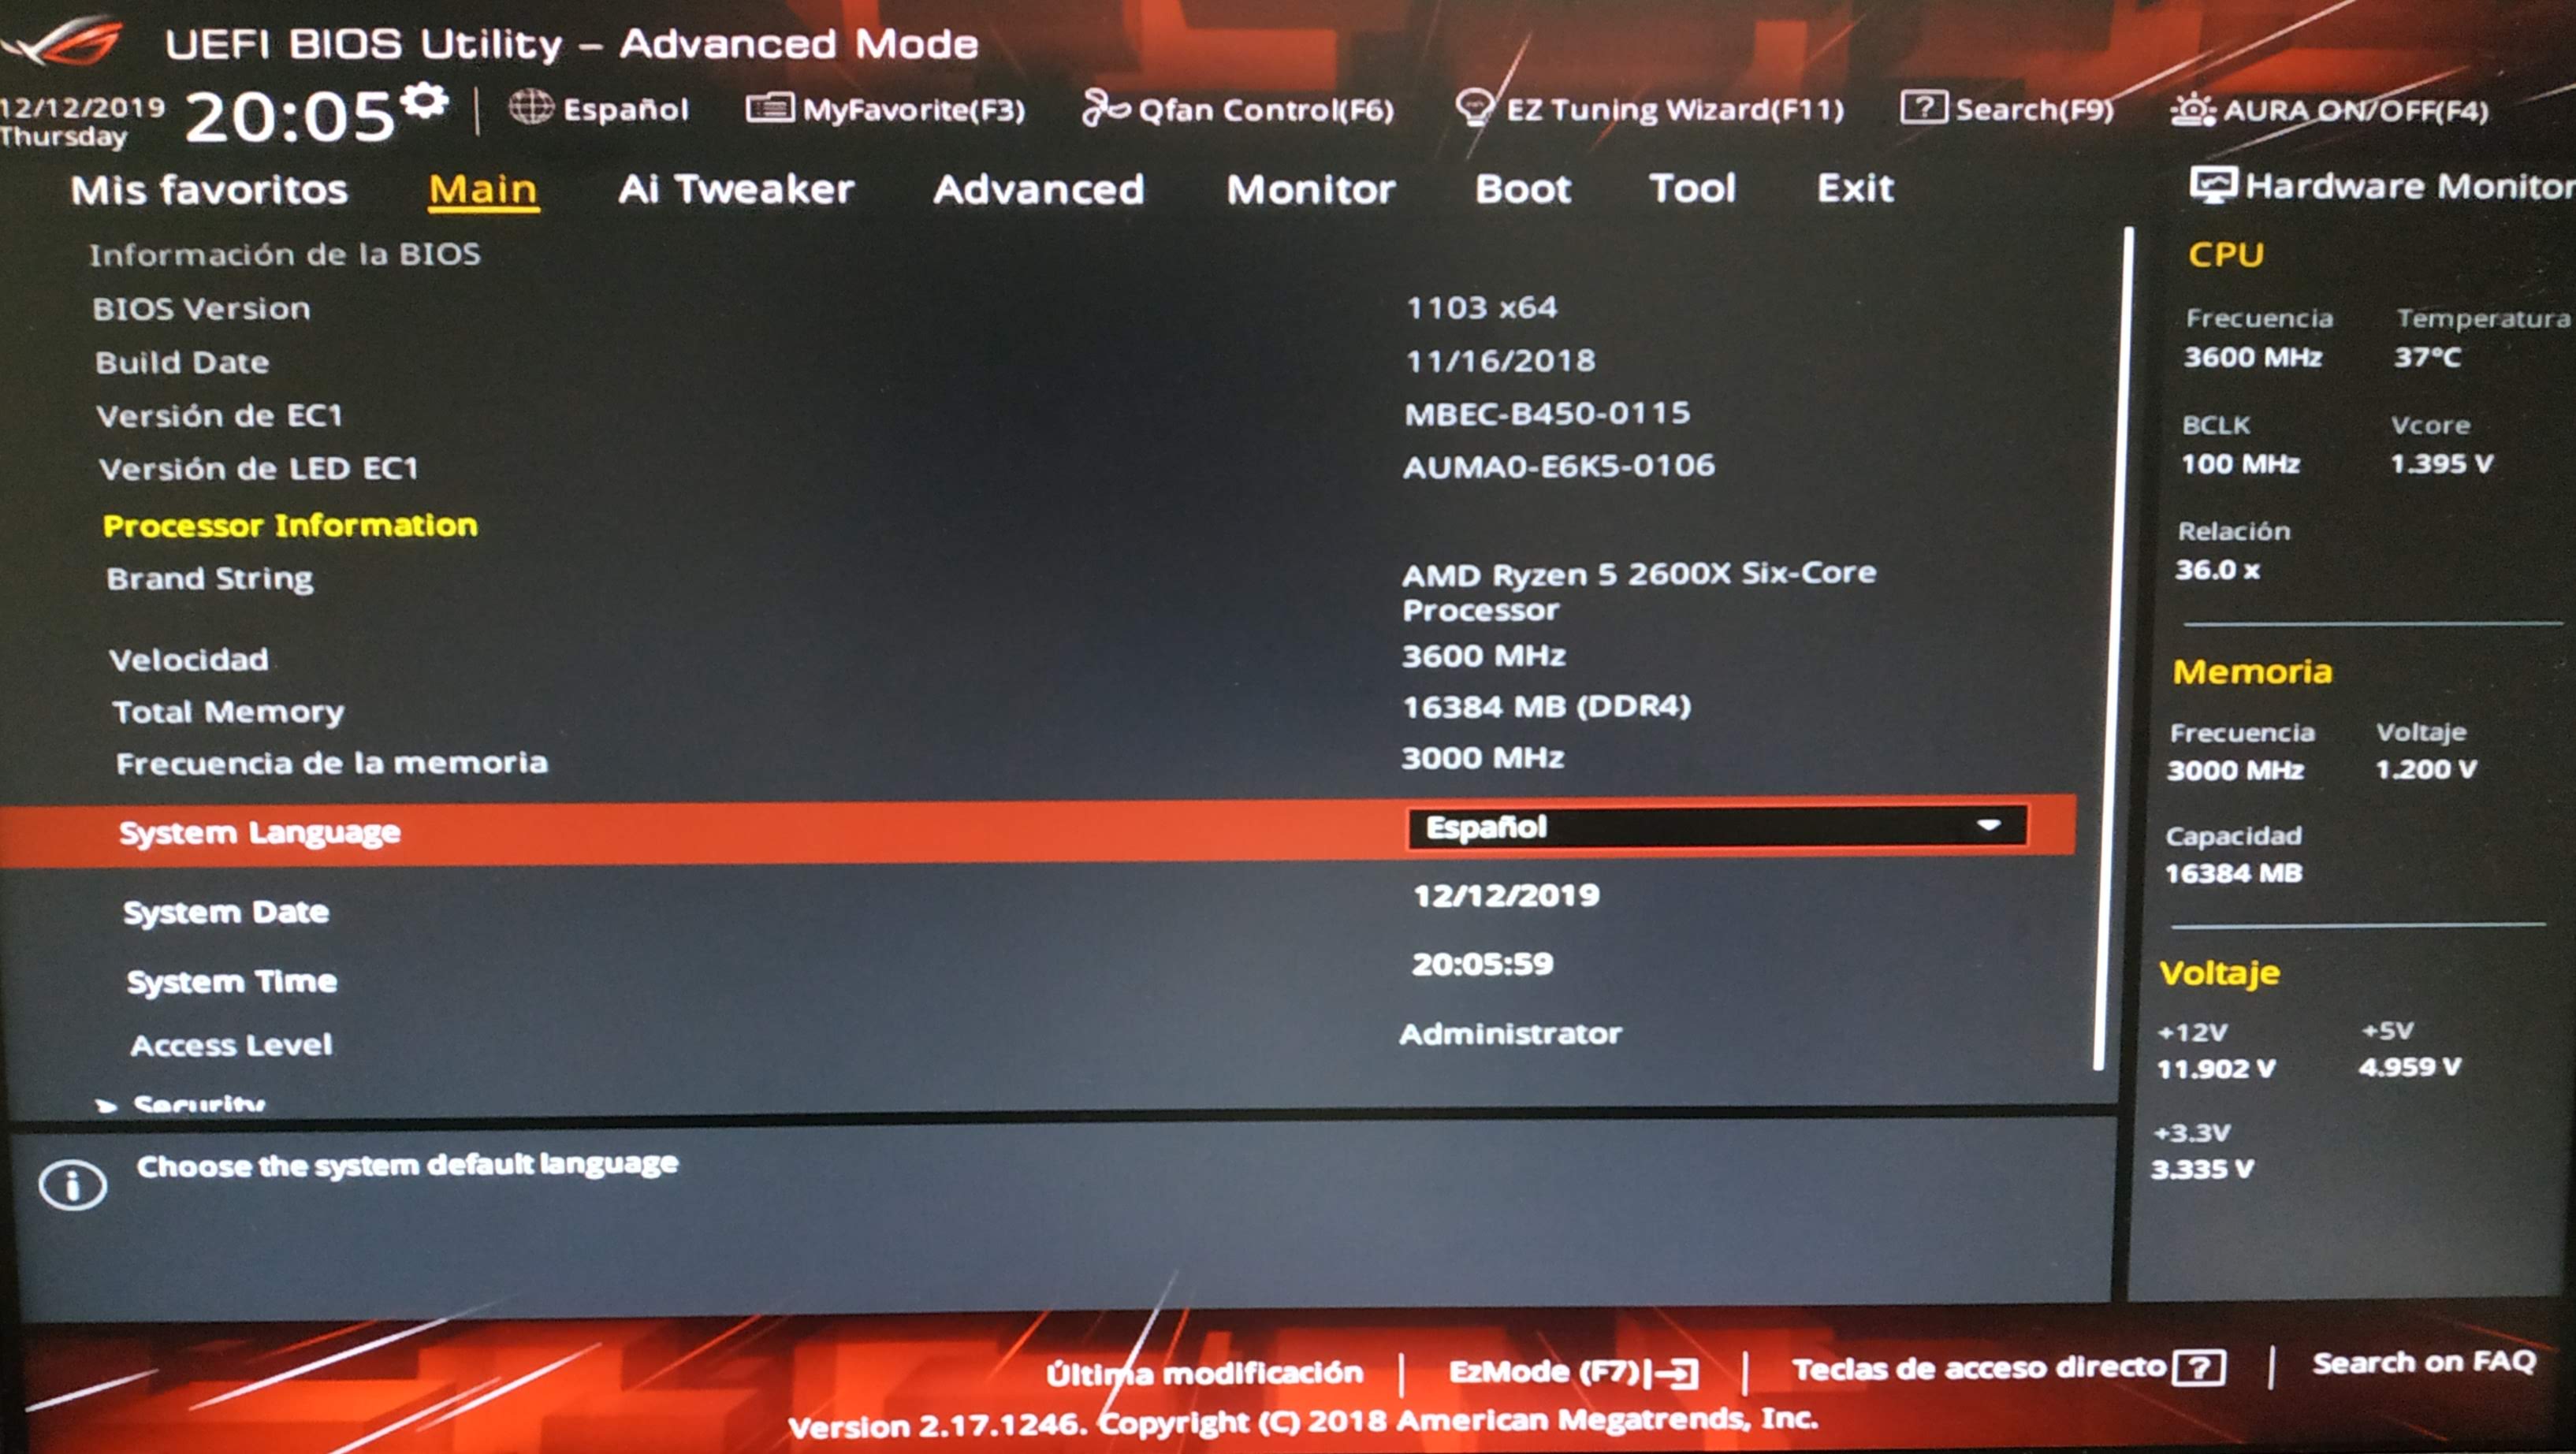 UEFI BIOS Utility – Advanced Mode
12/12/2019
Thursday
20:05
Español
MyFavorite(F3)
Qfan Control(F6)
EZ Tuning Wizard(F11)
Search(F9)
AURA ON/OFF(F4)
Mis favoritos Main Ai Tweaker Advanced Monitor Boot Tool Exit
Información de la BIOS
BIOS Version 1103 x64
Build Date 11/16/2018
Versión de EC1 MBEC-B450-0115
Versión de LED EC1 AUMA0-E6K5-0106
Processor Information
Brand String AMD Ryzen 5 2600X Six-Core
Processor
Velocidad 3600 MHz
Total Memory 16384 MB (DDR4)
Frecuencia de la memoria 3000 MHz
System Language Español
System Date 12/12/2019
System Time 20:05:59
Access Level Administrator
Security
Choose the system default language
Hardware Monitor
CPU
Frecuencia Temperatura
3600 MHz 37°C
BCLK Vcore
100 MHz 1.395 V
Relación
36.0 x
Memoria
Frecuencia Voltaje
3000 MHz 1.200 V
Capacidad
16384 MB
Voltaje
+12V +5V
11.902 V 4.959 V
+3.3V
3.335 V
Última modificación | EzMode (F7) | Teclas de acceso directo ? | Search on FAQ
Version 2.17.1246. Copyright (C) 2018 American Megatrends, Inc.